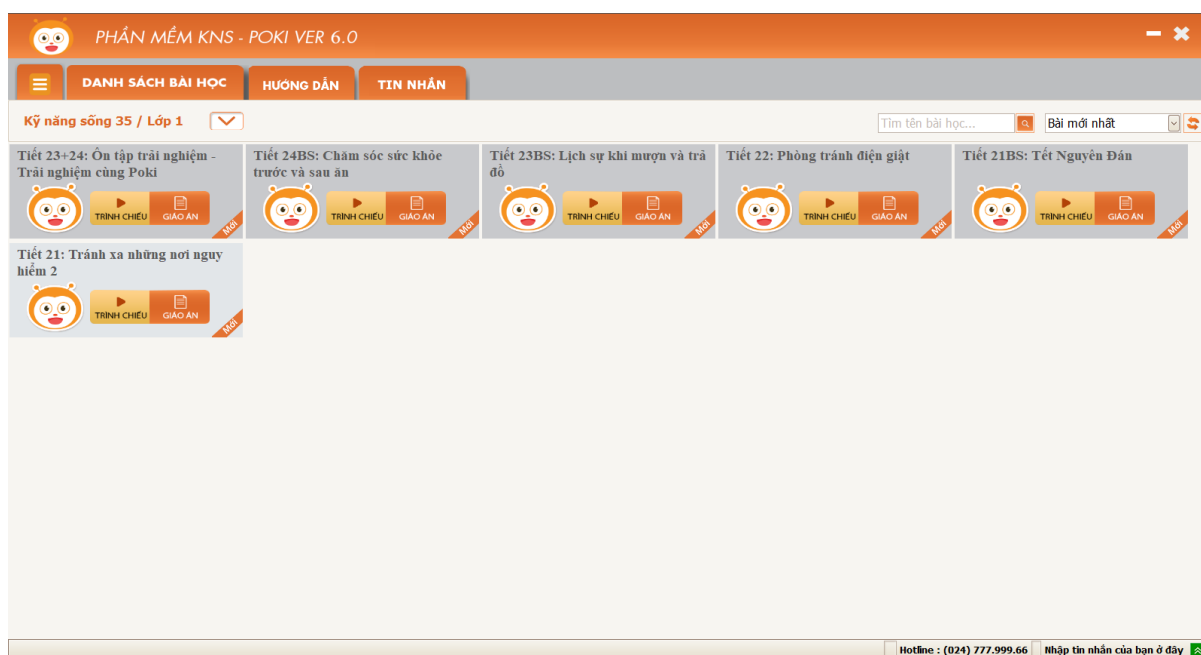 PHẦN MỀM KNS - POKI VER 6.0
DANH SÁCH BÀI HỌC
HƯỚNG DẪN
TIN NHẮN
Kỹ năng sống 35 / Lớp 1
Tìm tên bài học...
Bài mới nhất
Tiết 23+24: Ôn tập trải nghiệm -
Trải nghiệm cùng Poki
TRÌNH CHIẾU
GIÁO ÁN
Mới
Tiết 24BS: Chăm sóc sức khỏe
trước và sau ăn
TRÌNH CHIẾU
GIÁO ÁN
Mới
Tiết 23BS: Lịch sự khi mượn và trả
đồ
TRÌNH CHIẾU
GIÁO ÁN
Mới
Tiết 22: Phòng tránh điện giật
TRÌNH CHIẾU
GIÁO ÁN
Mới
Tiết 21BS: Tết Nguyên Đán
TRÌNH CHIẾU
GIÁO ÁN
Mới
Tiết 21: Tránh xa những nơi nguy
hiểm 2
TRÌNH CHIẾU
GIÁO ÁN
Mới
Hotline : (024) 777.999.66
Nhập tin nhắn của bạn ở đây